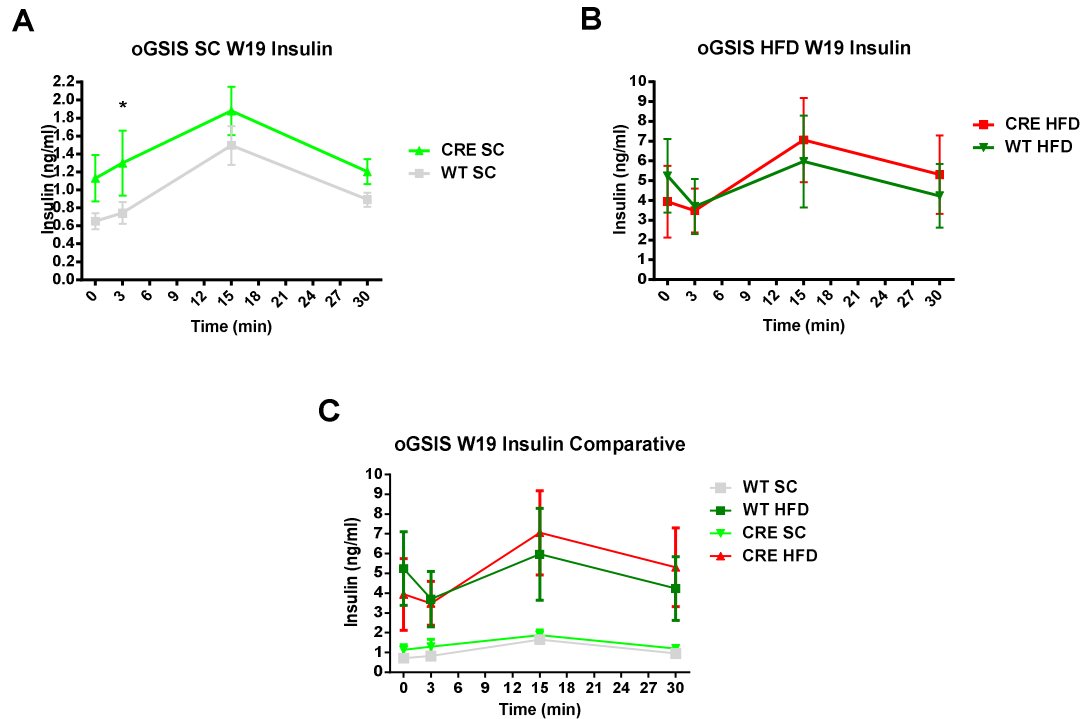 A
oGSIS SC W19 Insulin
Insulin (ng/ml)
2.2
2.0
1.8
1.6
1.4
1.2
1.0
0.8
0.6
0.4
0.2
0.0
*
0 3 6 9 12 15 18 21 24 27 30
Time (min)
CRE SC
WT SC
B
oGSIS HFD W19 Insulin
Insulin (ng/ml)
10
9
8
7
6
5
4
3
2
1
0
0 3 6 9 12 15 18 21 24 27 30
Time (min)
CRE HFD
WT HFD
C
oGSIS W19 Insulin Comparative
Insulin (ng/ml)
10
9
8
7
6
5
4
3
2
1
0
0 3 6 9 12 15 18 21 24 27 30
Time (min)
WT SC
WT HFD
CRE SC
CRE HFD